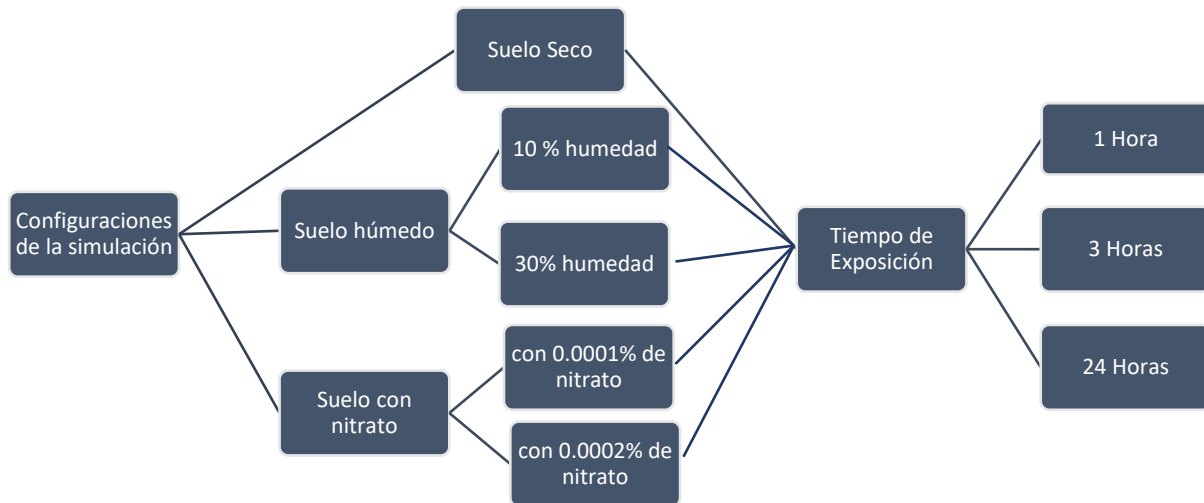 Suelo Seco
10 % humedad
1 Hora
Configuraciones
de la simulación
Suelo húmedo
30% humedad
Tiempo de
Exposición
3 Horas
con 0.0001% de
nitrato
24 Horas
Suelo con
nitrato
con 0.0002% de
nitrato